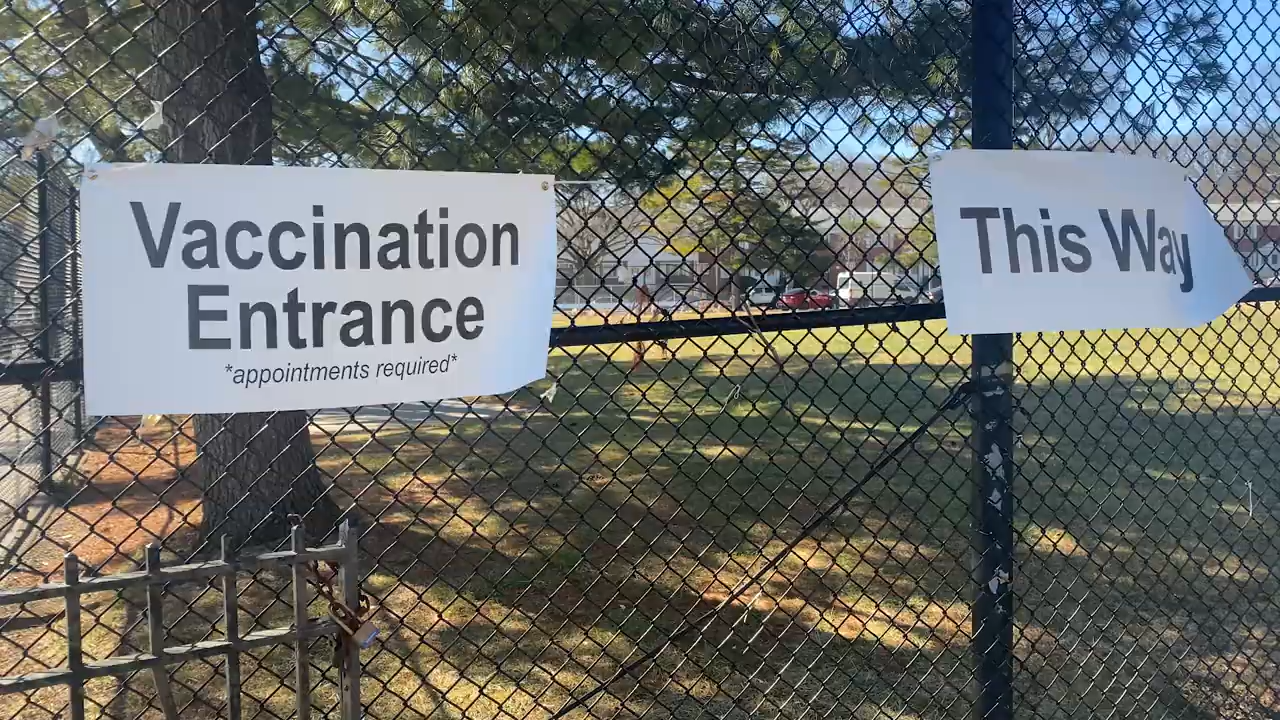 Vaccination
Entrance
*appointments required*
This Way